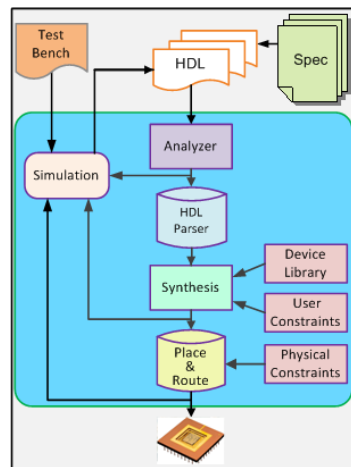 Test
Bench
HDL
Spec
Analyzer
Simulation
HDL
Parser
Synthesis
Device
Library
User
Constraints
Place
&
Route
Physical
Constraints